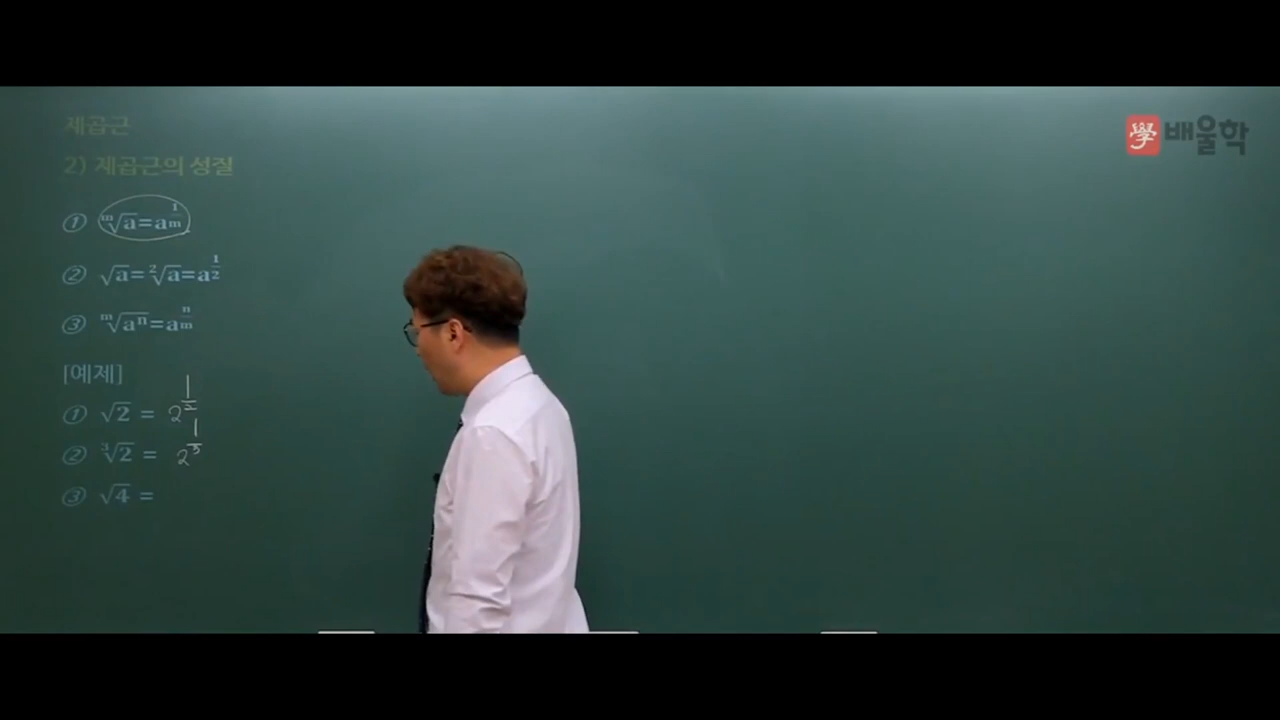 제곱근
學배울학
2) 제곱근의 성질
① ᵐ√a=a^(1/m)
② √a=²√a=a^(1/2)
③ ᵐ√aⁿ=a^(n/m)
[예제]
① √2 = 2^(1/2)
② ³√2 = 2^(1/3)
③ √4 =